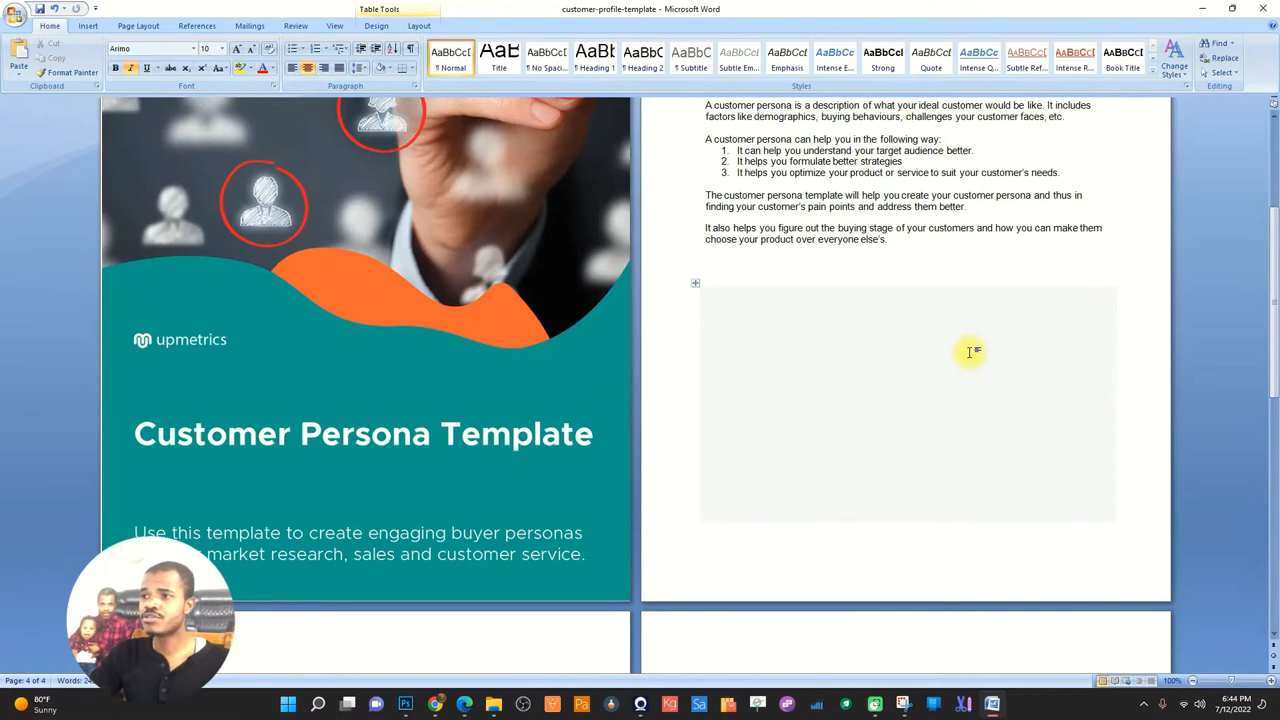 Table Tools
customer-profile-template - Microsoft Word
Home
Insert
Page Layout
References
Mailings
Review
View
Design
Layout
Paste
Cut
Copy
Format Painter
Clipboard
Arimo
10
Font
Paragraph
AaBbCcI
¶ Normal
Title
¶ No Spaci...
Heading 1
Heading 2
¶ Subtitle
Subtle Em...
Emphasis
Intense E...
Strong
Quote
Intense Q...
Subtle Ref...
Intense R...
Book Title
Change
Styles
Styles
Find
Replace
Select
Editing
A customer persona is a description of what your ideal customer would be like. It includes
factors like demographics, buying behaviours, challenges your customer faces, etc.
A customer persona can help you in the following way:
1. It can help you understand your target audience better.
2. It helps you formulate better strategies
3. It helps you optimize your product or service to suit your customer's needs.
The customer persona template will help you create your customer persona and thus in
finding your customer's pain points and address them better.
It also helps you figure out the buying stage of your customers and how you can make them
choose your product over everyone else's.
upmetrics
Customer Persona Template
Use this template to create engaging buyer personas
market research, sales and customer service.
Page: 4 of 4
Words:
100%
80°F
Sunny
6:44 PM
7/12/2022